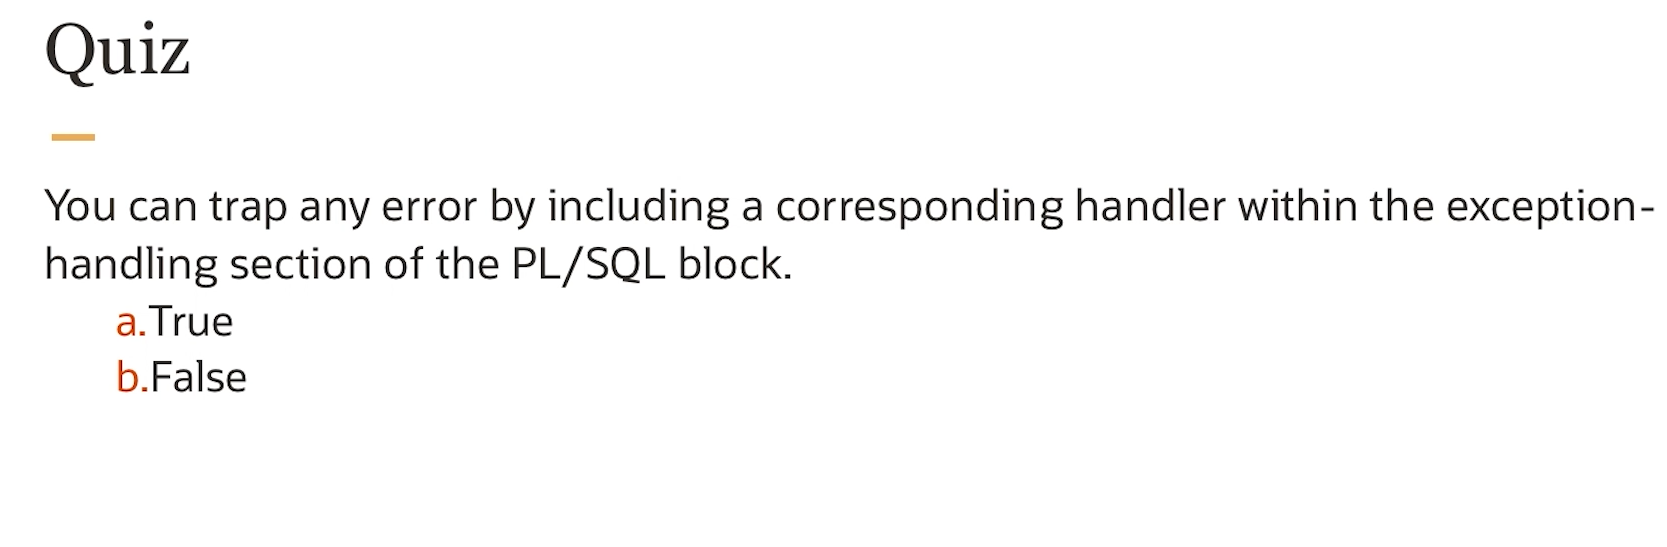 Quiz
You can trap any error by including a corresponding handler within the exception-
handling section of the PL/SQL block.
a.True
b.False